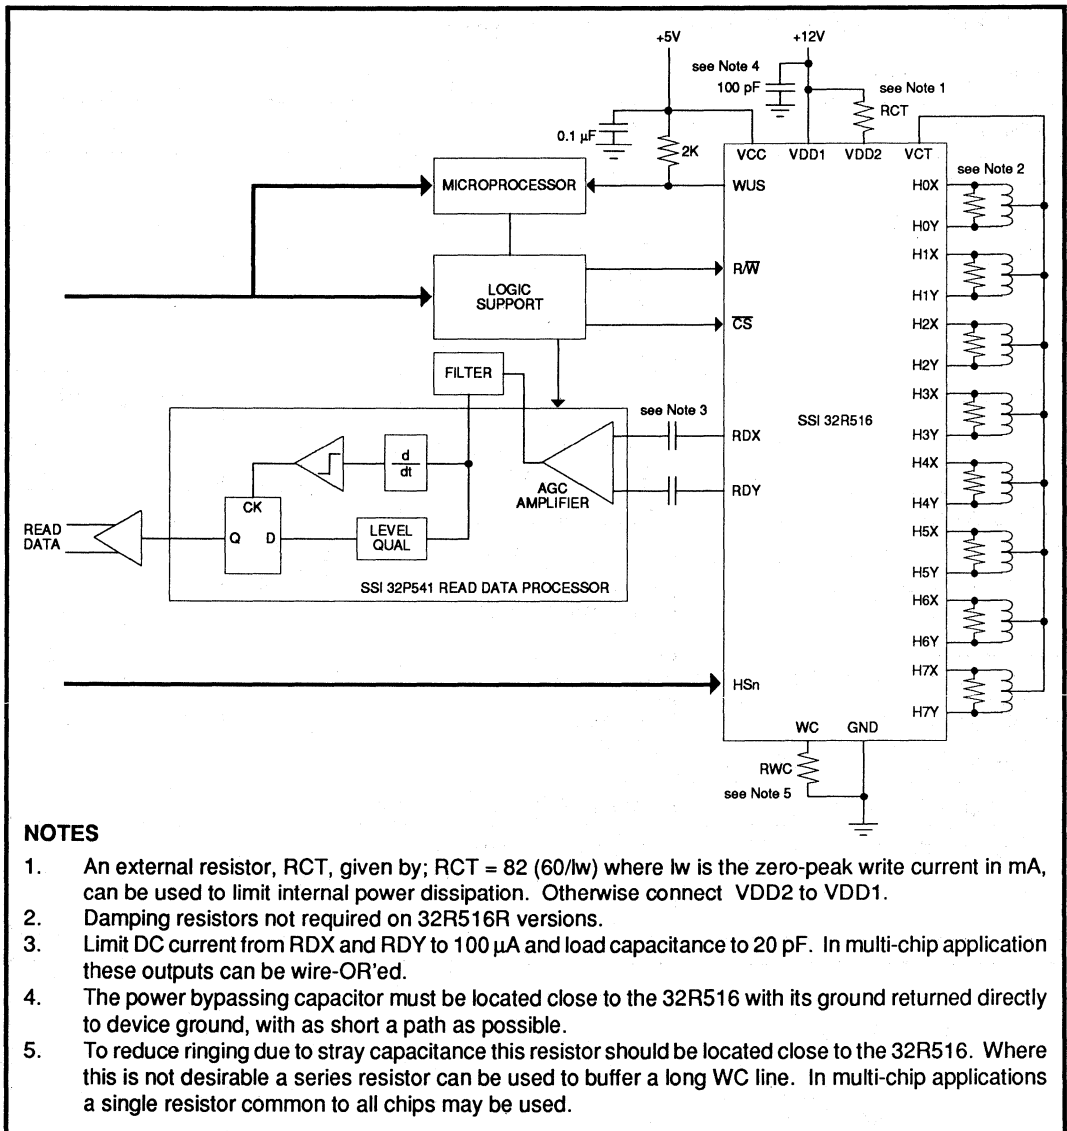 +5V
+12V
see Note 4
100 pF
see Note 1
RCT
0.1 µF
2K
VCC
VDD1
VDD2
VCT
MICROPROCESSOR
WUS
see Note 2
H0X
H0Y
H1X
H1Y
LOGIC
SUPPORT
R/W̅
C̅S̅
H2X
H2Y
FILTER
H3X
H3Y
see Note 3
SSI 32R516
RDX
RDY
AGC
AMPLIFIER
d
dt
H4X
H4Y
CK
Q
D
LEVEL
QUAL
READ
DATA
H5X
H5Y
SSI 32P541 READ DATA PROCESSOR
H6X
H6Y
HSn
H7X
H7Y
WC
GND
RWC
see Note 5
NOTES
1. An external resistor, RCT, given by; RCT = 82 (60/Iw) where Iw is the zero-peak write current in mA,
can be used to limit internal power dissipation. Otherwise connect VDD2 to VDD1.
2. Damping resistors not required on 32R516R versions.
3. Limit DC current from RDX and RDY to 100 µA and load capacitance to 20 pF. In multi-chip application
these outputs can be wire-OR'ed.
4. The power bypassing capacitor must be located close to the 32R516 with its ground returned directly
to device ground, with as short a path as possible.
5. To reduce ringing due to stray capacitance this resistor should be located close to the 32R516. Where
this is not desirable a series resistor can be used to buffer a long WC line. In multi-chip applications
a single resistor common to all chips may be used.